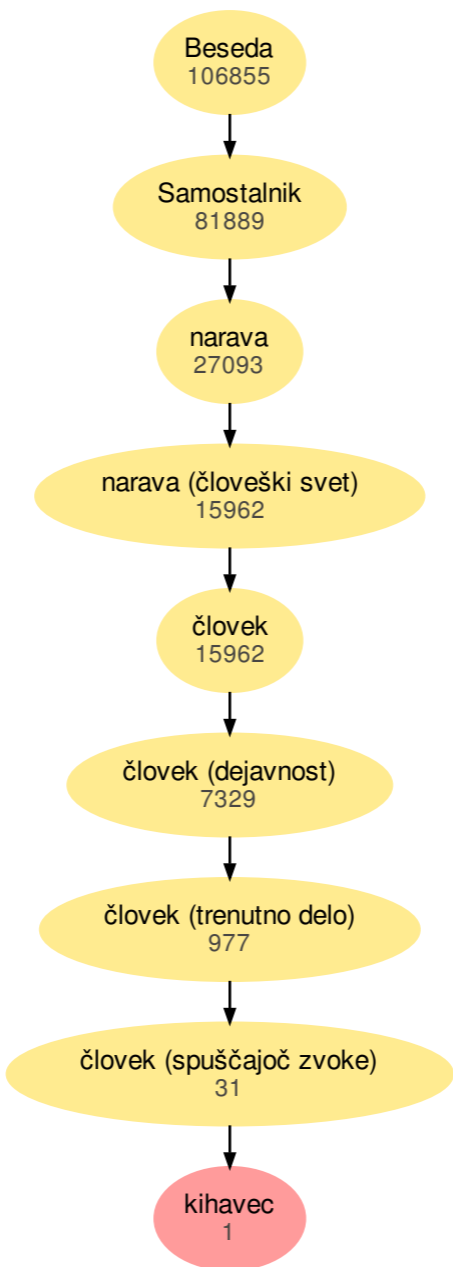 Beseda
106855
Samostalnik
81889
narava
27093
narava (človeški svet)
15962
človek
15962
človek (dejavnost)
7329
človek (trenutno delo)
977
človek (spuščajoč zvoke)
31
kihavec
1